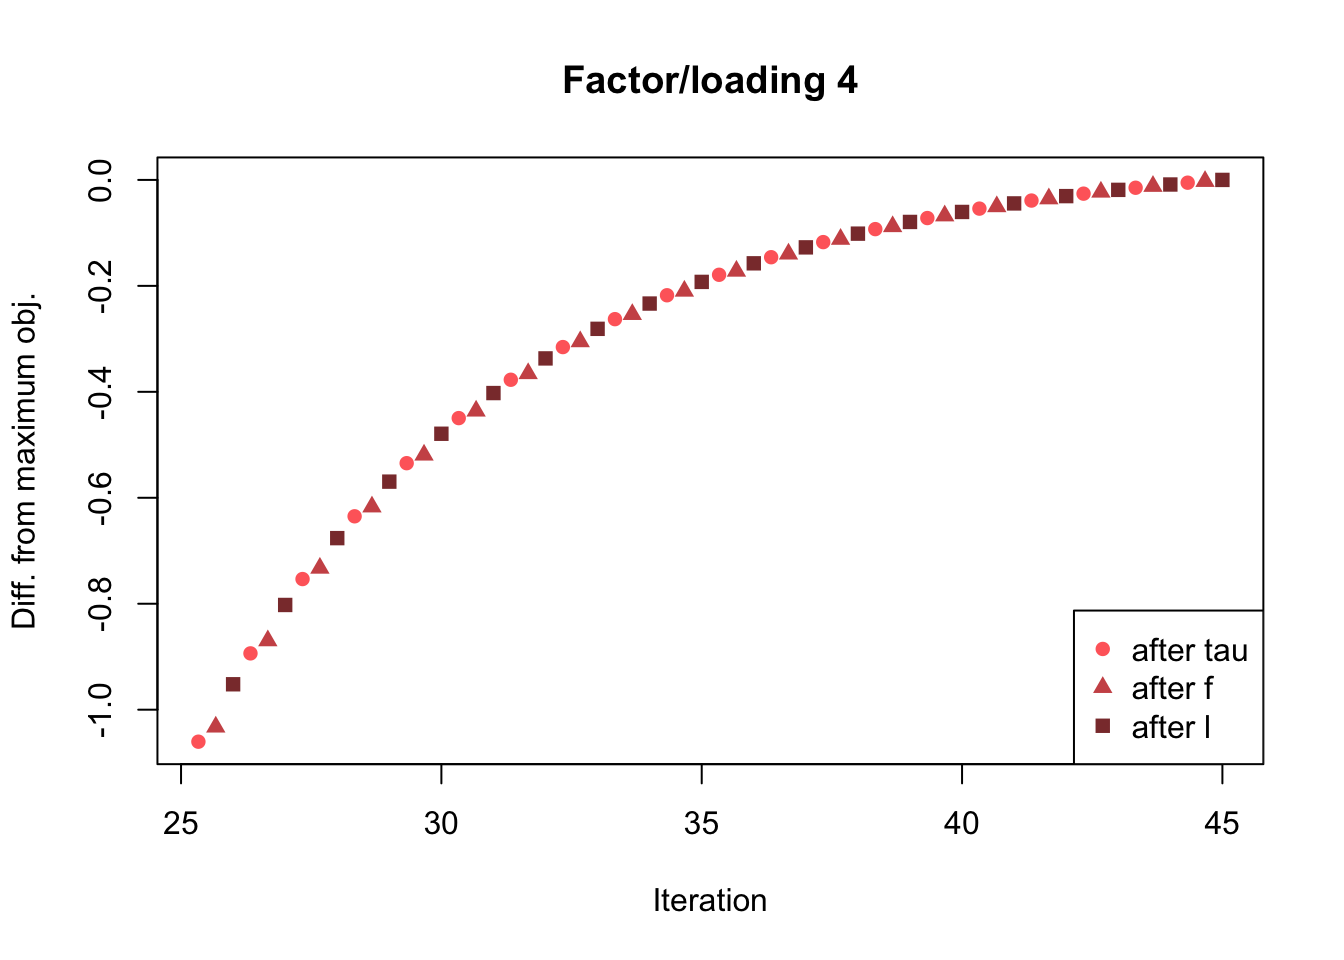 Factor/loading 4
Diff. from maximum obj.
0.0
-0.2
-0.4
-0.6
-0.8
-1.0
after tau
after f
after l
25 30 35 40 45
Iteration